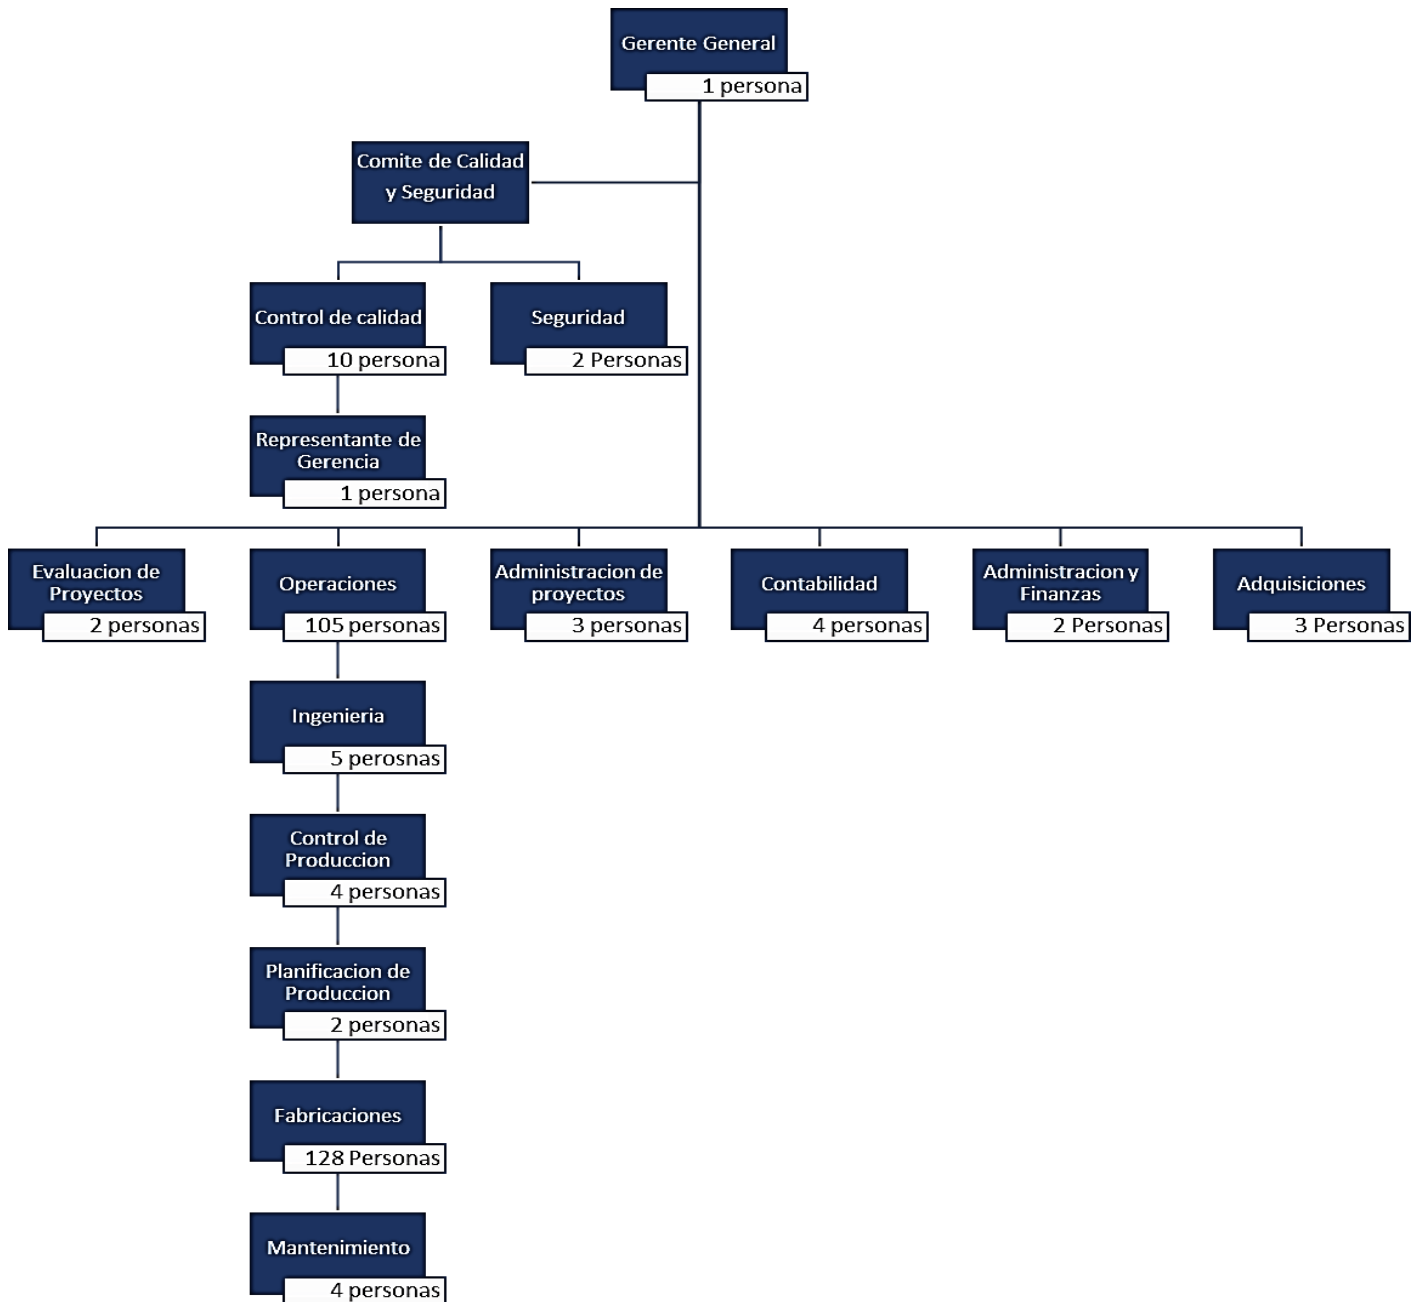 Gerente General
1 persona
Comite de Calidad
y Seguridad
Control de calidad
10 persona
Seguridad
2 Personas
Representante de
Gerencia
1 persona
Evaluacion de
Proyectos
2 personas
Operaciones
105 personas
Administracion de
proyectos
3 personas
Contabilidad
4 personas
Administracion y
Finanzas
2 Personas
Adquisiciones
3 Personas
Ingenieria
5 perosnas
Control de
Produccion
4 personas
Planificacion de
Produccion
2 personas
Fabricaciones
128 Personas
Mantenimiento
4 personas